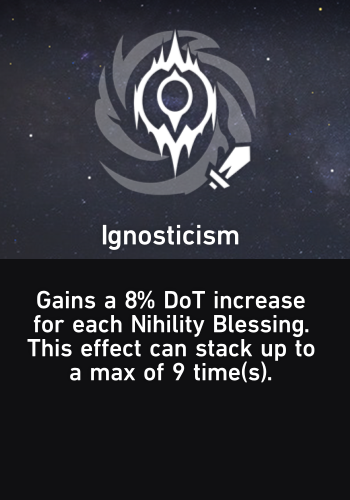 Ignosticism
Gains a 8% DoT increase
for each Nihility Blessing.
This effect can stack up to
a max of 9 time(s).